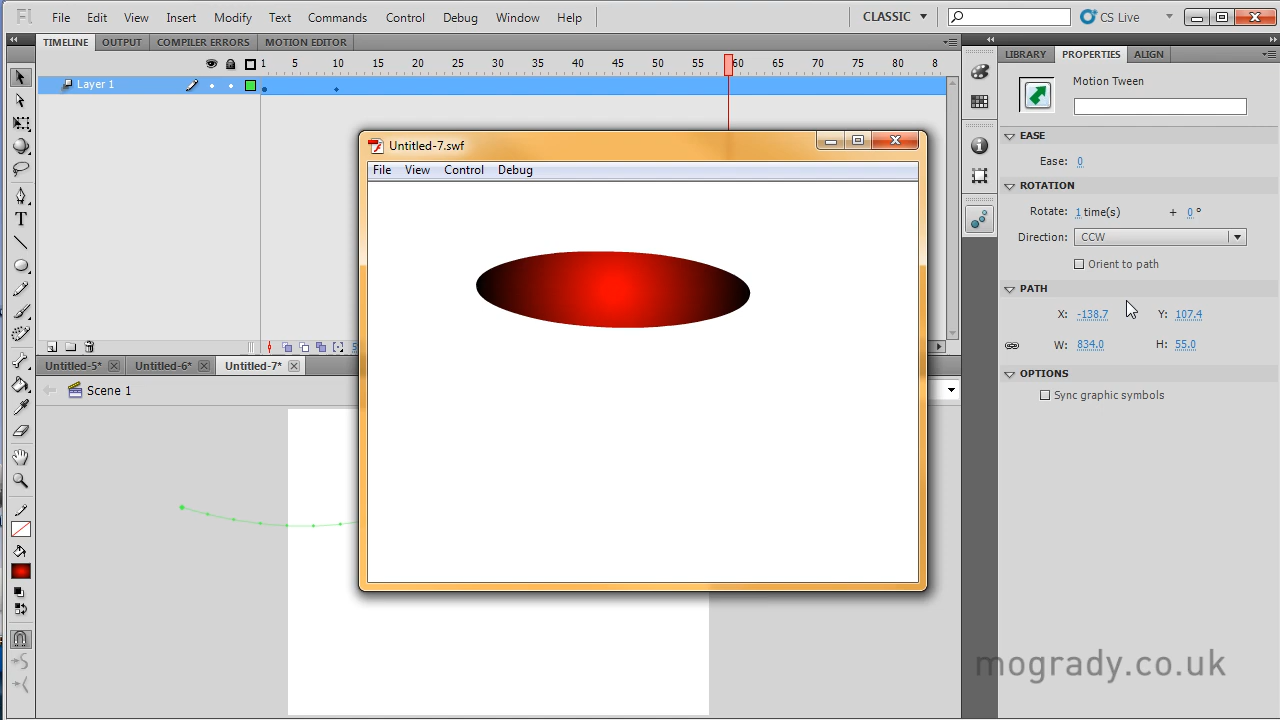 Fl File Edit View Insert Modify Text Commands Control Debug Window Help CLASSIC CS Live
TIMELINE OUTPUT COMPILER ERRORS MOTION EDITOR
LIBRARY PROPERTIES ALIGN
1 5 10 15 20 25 30 35 40 45 50 55 60 65 70 75 80 8
Layer 1
Motion Tween
EASE
Ease: 0
ROTATION
Rotate: 1 time(s) + 0 °
Direction: CCW
Orient to path
PATH
X: -138.7 Y: 107.4
W: 834.0 H: 55.0
OPTIONS
Sync graphic symbols
Untitled-7.swf
File View Control Debug
Untitled-5* Untitled-6* Untitled-7*
Scene 1
T
mogrady.co.uk